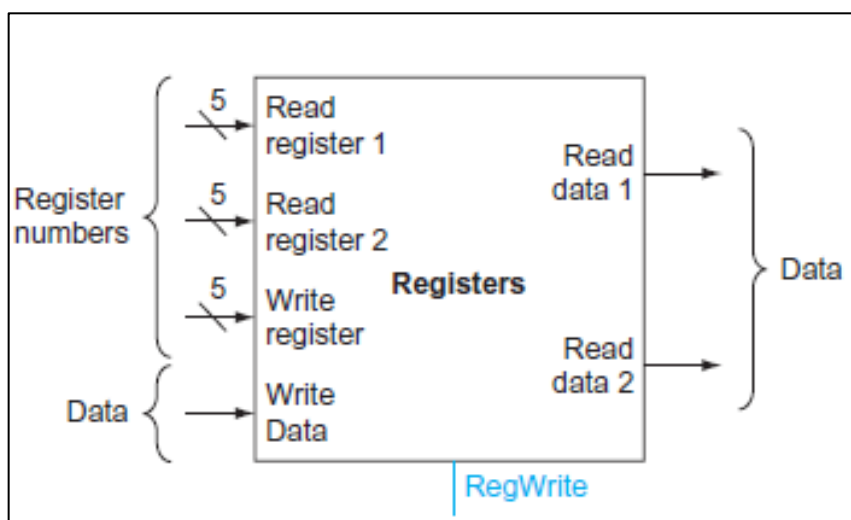 Register
numbers
Data
5
Read
register 1
5
Read
register 2
5
Write
register
Write
Data
Registers
Read
data 1
Read
data 2
Data
RegWrite